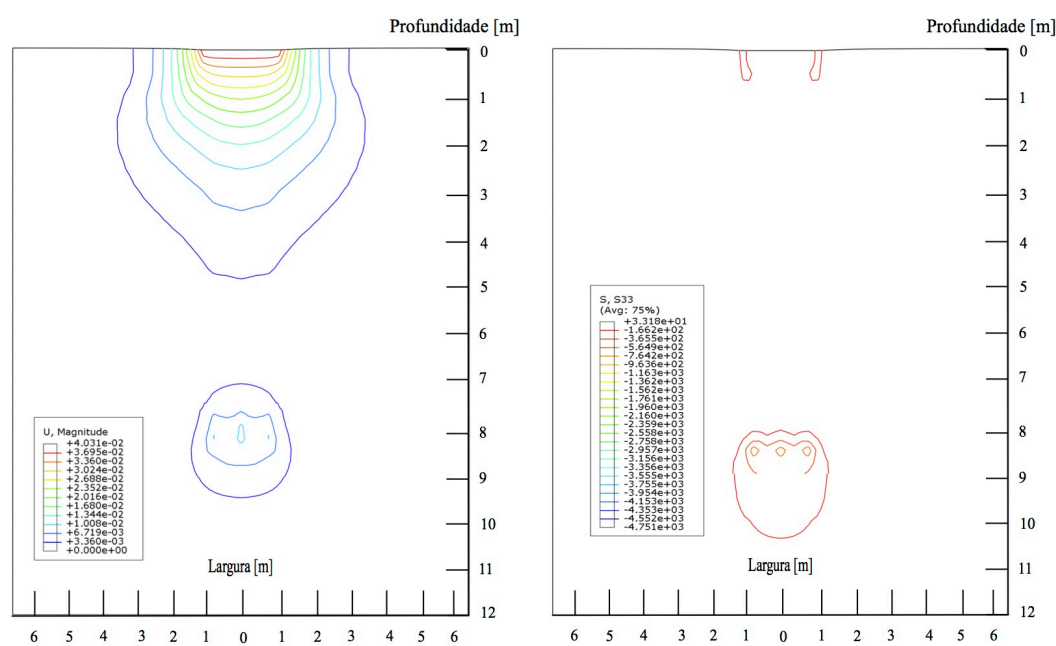 Profundidade [m]
0
1
2
3
4
5
6
7
8
9
10
11
12
U, Magnitude
+4.031e-02
+3.695e-02
+3.360e-02
+3.024e-02
+2.688e-02
+2.352e-02
+2.016e-02
+1.680e-02
+1.344e-02
+1.008e-02
+6.719e-03
+3.360e-03
+0.000e+00
Largura [m]
6 5 4 3 2 1 0 1 2 3 4 5 6
Profundidade [m]
0
1
2
3
4
5
6
7
8
9
10
11
12
S, S33
(Avg: 75%)
+3.318e+01
-1.662e+02
-3.655e+02
-5.649e+02
-7.642e+02
-9.636e+02
-1.163e+03
-1.362e+03
-1.562e+03
-1.761e+03
-1.960e+03
-2.160e+03
-2.359e+03
-2.558e+03
-2.758e+03
-2.957e+03
-3.156e+03
-3.356e+03
-3.555e+03
-3.755e+03
-3.954e+03
-4.153e+03
-4.353e+03
-4.552e+03
-4.751e+03
Largura [m]
6 5 4 3 2 1 0 1 2 3 4 5 6